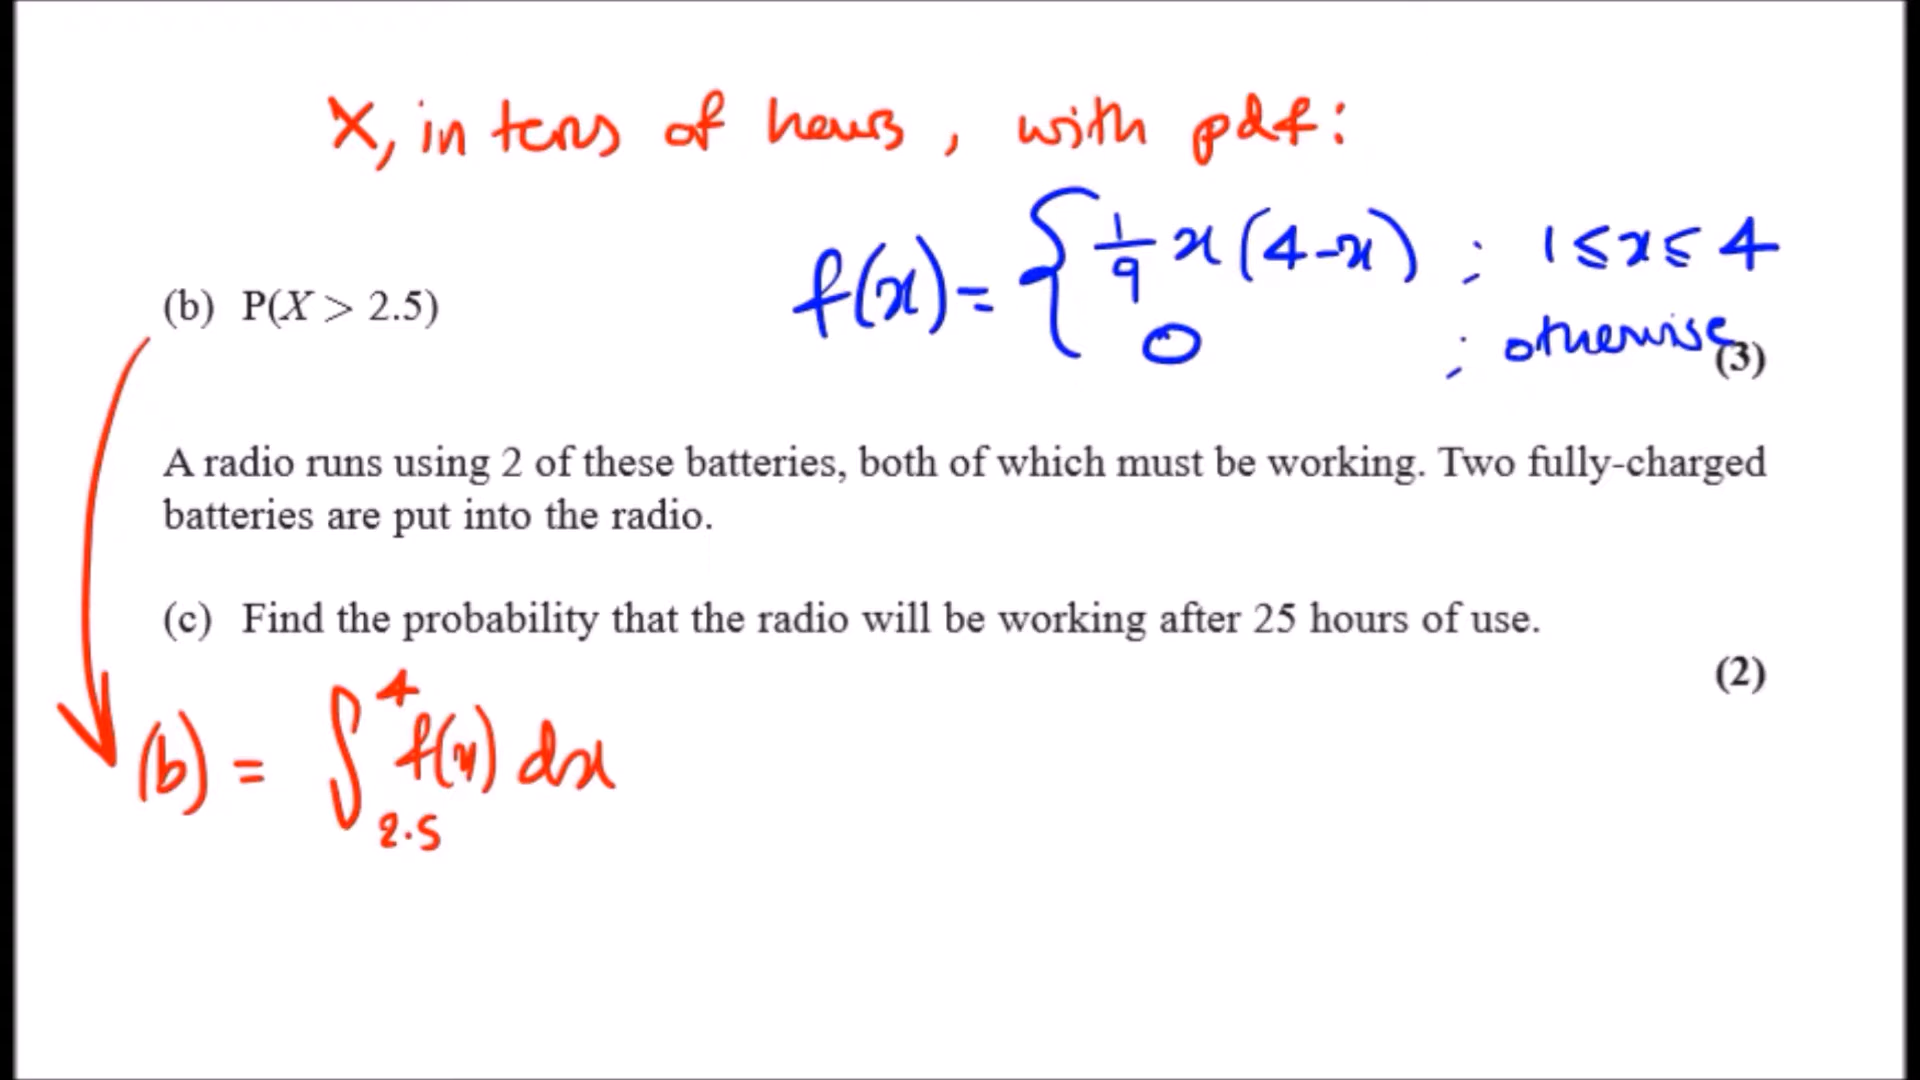 X, in tens of hours, with pdf:
f(x) = { 1/9 x(4-x) ; 1 ≤ x ≤ 4
0 ; otherwise
(b) P(X > 2.5)
(3)
A radio runs using 2 of these batteries, both of which must be working. Two fully-charged
batteries are put into the radio.
(c) Find the probability that the radio will be working after 25 hours of use.
(2)
(b) = ∫_{2.5}^{4} f(x) dx